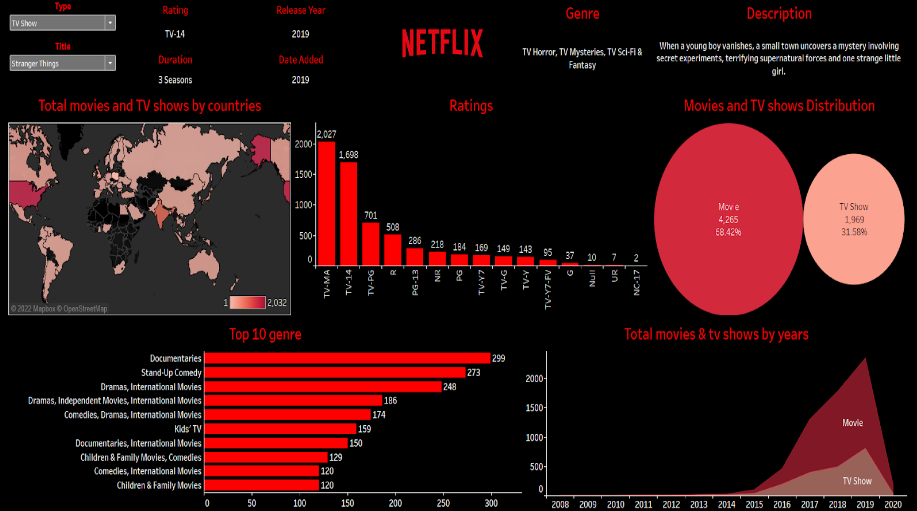 Type
TV Show
Title
Stranger Things
Rating
TV-14
Duration
3 Seasons
Release Year
2019
Date Added
2019
NETFLIX
Genre
TV Horror, TV Mysteries, TV Sci-Fi &
Fantasy
Description
When a young boy vanishes, a small town uncovers a mystery involving
secret experiments, terrifying supernatural forces and one strange little
girl.
Total movies and TV shows by countries
1
2,032
© 2022 Mapbox © OpenStreetMap
Ratings
2000
1500
1000
500
0
2,027
1,698
701
508
286
218
184
169
149
143
95
37
10
7
2
TV-MA
TV-14
TV-PG
R
PG-13
NR
PG
TV-Y7
TV-G
TV-Y
TV-Y7-FV
G
Null
UR
NC-17
Movies and TV shows Distribution
Movie
4,265
68.42%
TV Show
1,969
31.58%
Top 10 genre
Documentaries 299
Stand-Up Comedy 273
Dramas, International Movies 248
Dramas, Independent Movies, International Movies 186
Comedies, Dramas, International Movies 174
Kids' TV 159
Documentaries, International Movies 150
Children & Family Movies, Comedies 129
Comedies, International Movies 120
Children & Family Movies 120
0 50 100 150 200 250 300
Total movies & tv shows by years
2000
1500
1000
500
0
Movie
TV Show
2008 2009 2010 2011 2012 2013 2014 2015 2016 2017 2018 2019 2020